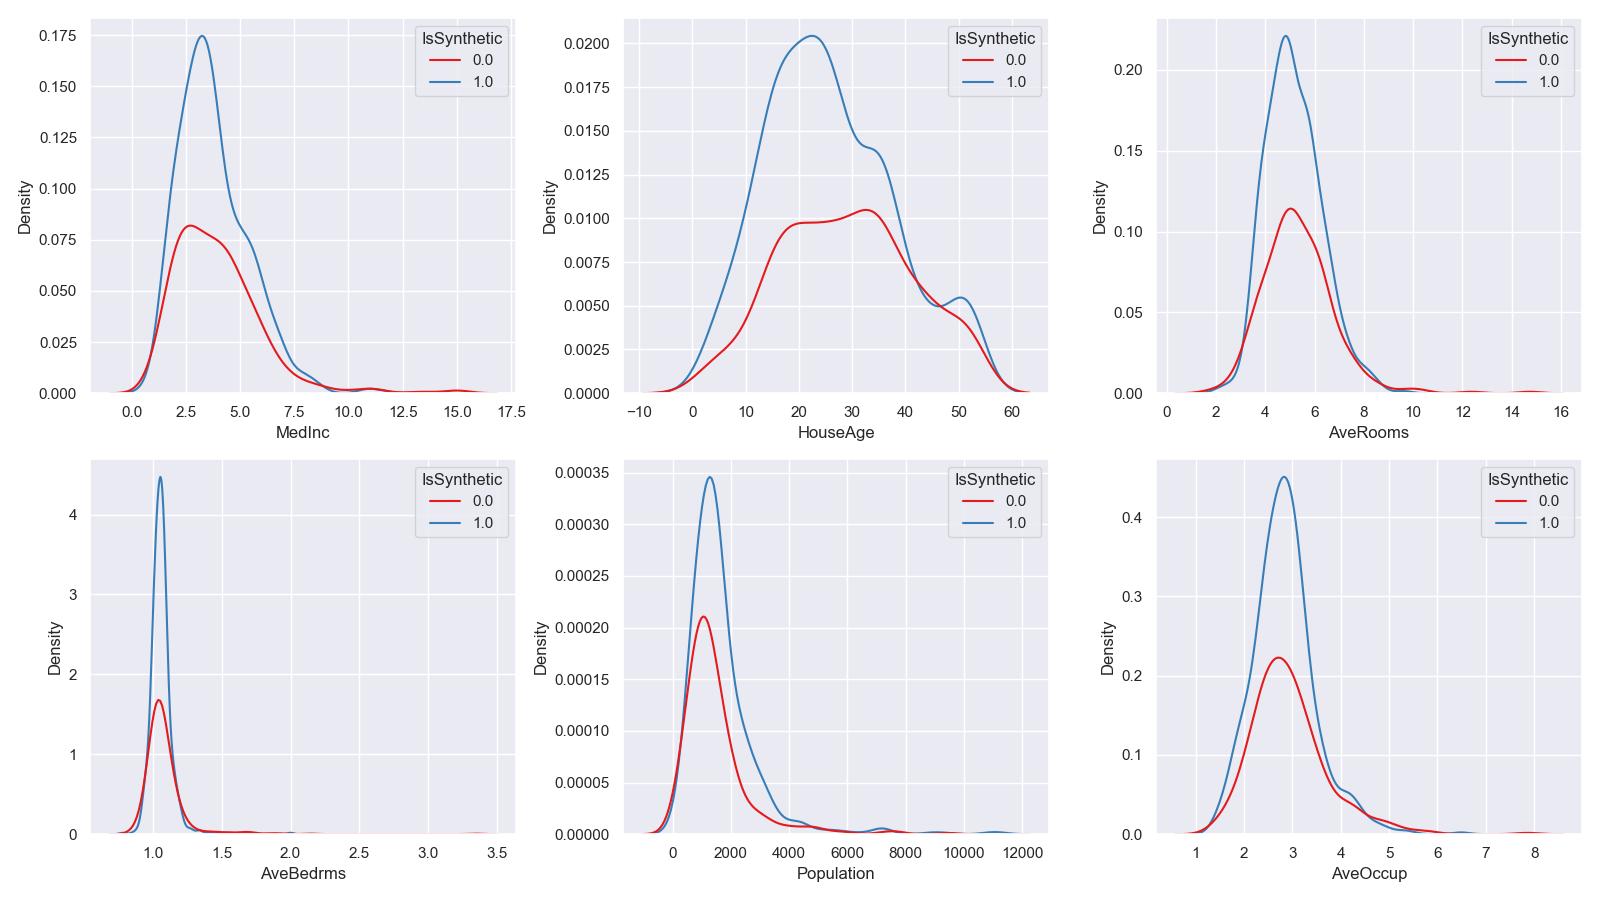 IsSynthetic
0.0
1.0
Density
0.175
0.150
0.125
0.100
0.075
0.050
0.025
0.000
0.0 2.5 5.0 7.5 10.0 12.5 15.0 17.5
MedInc
IsSynthetic
0.0
1.0
Density
0.0200
0.0175
0.0150
0.0125
0.0100
0.0075
0.0050
0.0025
0.0000
−10 0 10 20 30 40 50 60
HouseAge
IsSynthetic
0.0
1.0
Density
0.20
0.15
0.10
0.05
0.00
0 2 4 6 8 10 12 14 16
AveRooms
IsSynthetic
0.0
1.0
Density
4
3
2
1
0
1.0 1.5 2.0 2.5 3.0 3.5
AveBedrms
IsSynthetic
0.0
1.0
Density
0.00035
0.00030
0.00025
0.00020
0.00015
0.00010
0.00005
0.00000
0 2000 4000 6000 8000 10000 12000
Population
IsSynthetic
0.0
1.0
Density
0.4
0.3
0.2
0.1
0.0
1 2 3 4 5 6 7 8
AveOccup